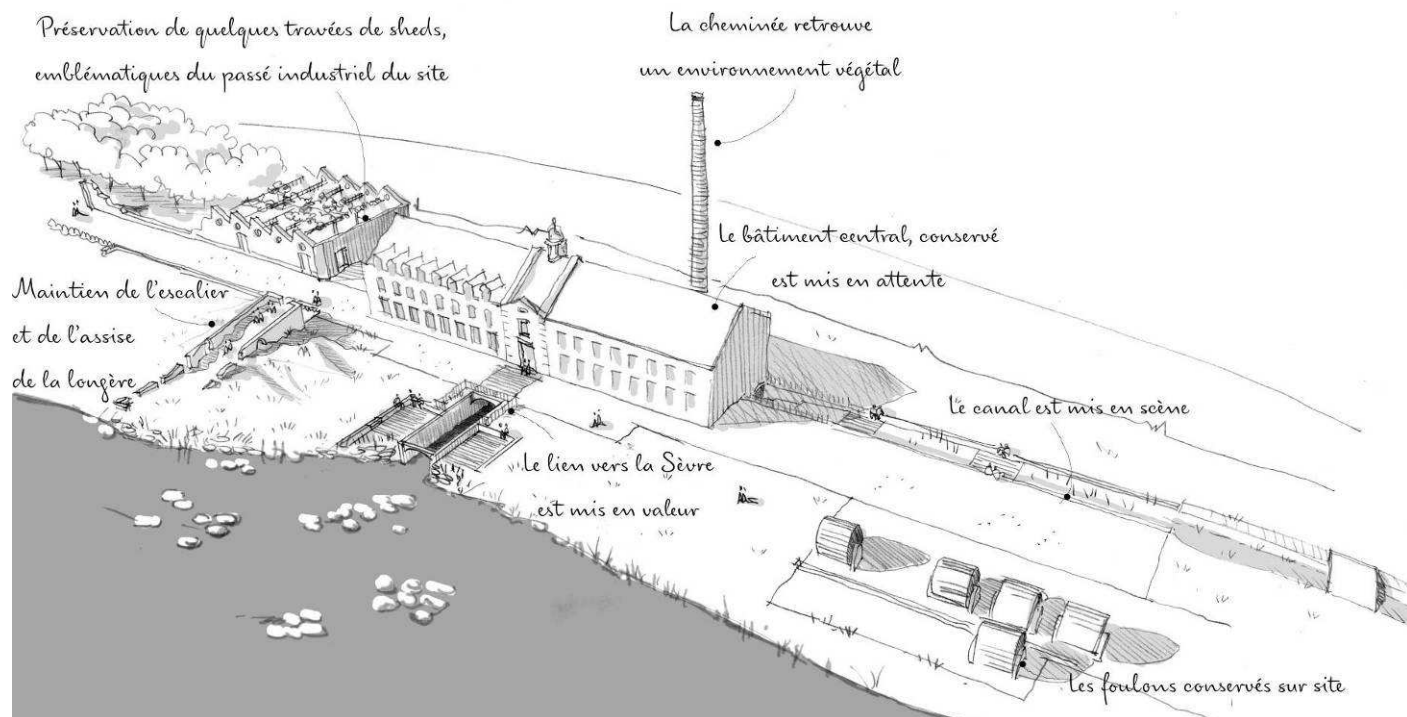 Préservation de quelques travées de sheds,
emblématiques du passé industriel du site
La cheminée retrouve
un environnement végétal
Le bâtiment central, conservé
est mis en attente
Maintien de l'escalier
et de l'assise
de la longère
Le canal est mis en scène
Le lien vers la Sèvre
est mis en valeur
Les foulons conservés sur site